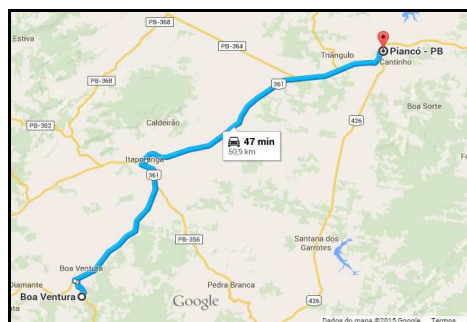 Estiva
PB-368
PB-368
PB-364
Triângulo
Piancó - PB
Cantinho
361
Boa Sorte
PB-382
Caldeirão
426
47 min
50,9 km
Itaporanga
361
PB-356
Santana dos
Garrotes
Boa Ventura
Diamante
Pedra Branca
Boa Ventura
Google
426
Dados do mapa ©2015 Google Termos